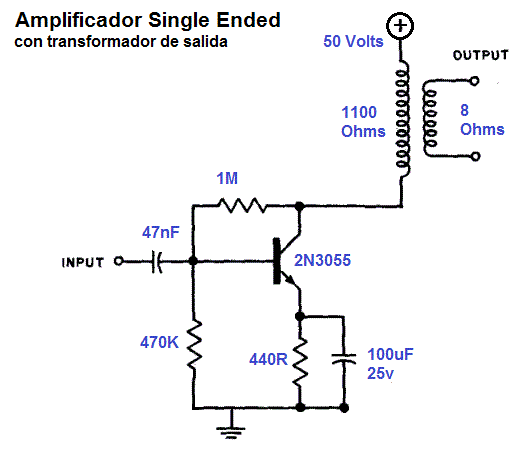 Amplificador Single Ended
con transformador de salida
50 Volts
OUTPUT
1100
Ohms
8
Ohms
1M
47nF
INPUT
2N3055
470K
440R
100uF
25v